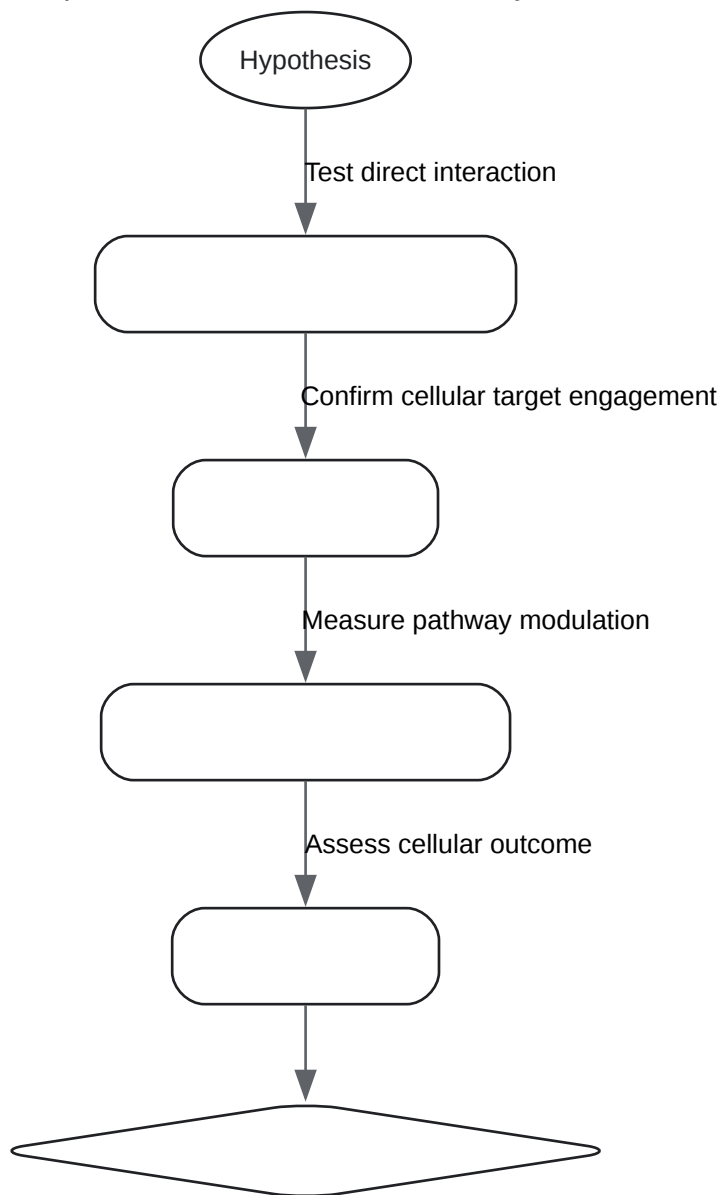 Hypothesis
Test direct interaction
Confirm cellular target engagement
Measure pathway modulation
Assess cellular outcome